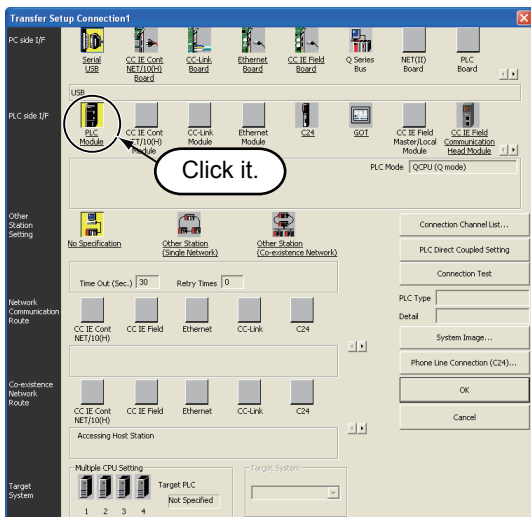 Transfer Setup Connection1
PC side I/F
Serial USB
CC IE Cont NET/10(H) Board
CC-Link Board
Ethernet Board
CC IE Field Board
Q Series Bus
NET(II) Board
PLC Board
USB
PLC side I/F
PLC Module
CC IE Cont NET/10(H) Module
CC-Link Module
Ethernet Module
C24
GOT
CC IE Field Master/Local Module
CC IE Field Communication Head Module
Click it.
PLC Mode QCPU (Q mode)
Other Station Setting
No Specification
Other Station (Single Network)
Other Station (Co-existence Network)
Time Out (Sec.) 30 Retry Times 0
Connection Channel List...
PLC Direct Coupled Setting
Connection Test
PLC Type
Detail
System Image...
Phone Line Connection (C24)...
OK
Cancel
Network Communication Route
CC IE Cont NET/10(H)
CC IE Field
Ethernet
CC-Link
C24
Co-existence Network Route
CC IE Cont NET/10(H)
CC IE Field
Ethernet
CC-Link
C24
Accessing Host Station
Target System
Multiple CPU Setting
1 2 3 4
Target PLC
Not Specified
Target System